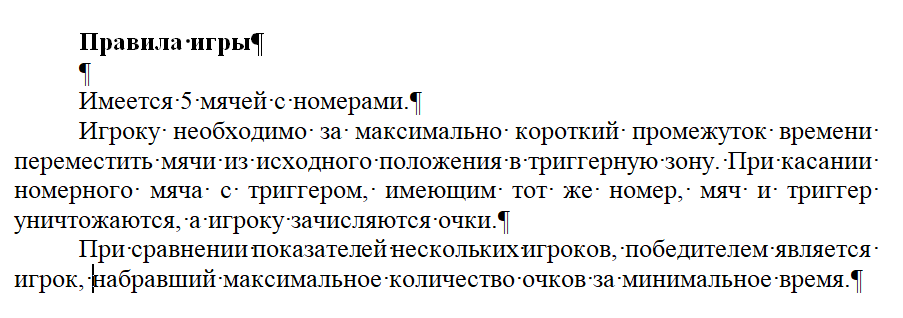 Правила игры¶
¶
Имеется 5 мячей с номерами.¶
Игроку необходимо за максимально короткий промежуток времени
переместить мячи из исходного положения в триггерную зону. При касании
номерного мяча с триггером, имеющим тот же номер, мяч и триггер
уничтожаются, а игроку зачисляются очки.¶
При сравнении показателей нескольких игроков, победителем является
игрок, набравший максимальное количество очков за минимальное время.¶